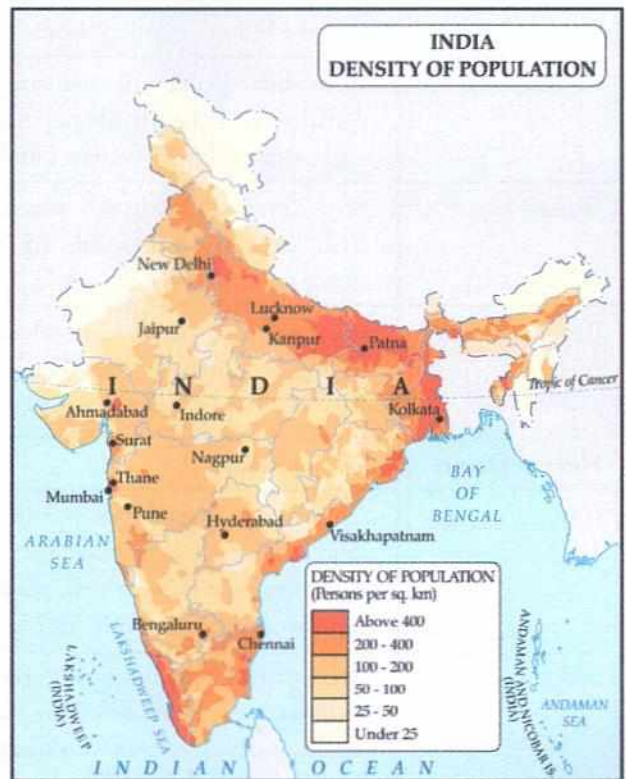 INDIA
DENSITY OF POPULATION
New Delhi
Lucknow
Jaipur
Kanpur
Patna
I N D I A
Tropic of Cancer
Ahmadabad
Indore
Kolkata
Surat
Nagpur
Thane
Mumbai
BAY
OF
BENGAL
Pune
Hyderabad
Visakhapatnam
ARABIAN
SEA
DENSITY OF POPULATION
(Persons per sq. km)
Above 400
200 - 400
100 - 200
50 - 100
25 - 50
Under 25
Bengaluru
Chennai
LAKSHADWEEP SEA
LAKSHADWEEP
(INDIA)
ANDAMAN AND NICOBAR IS
(INDIA)
ANDAMAN
SEA
INDIAN OCEAN